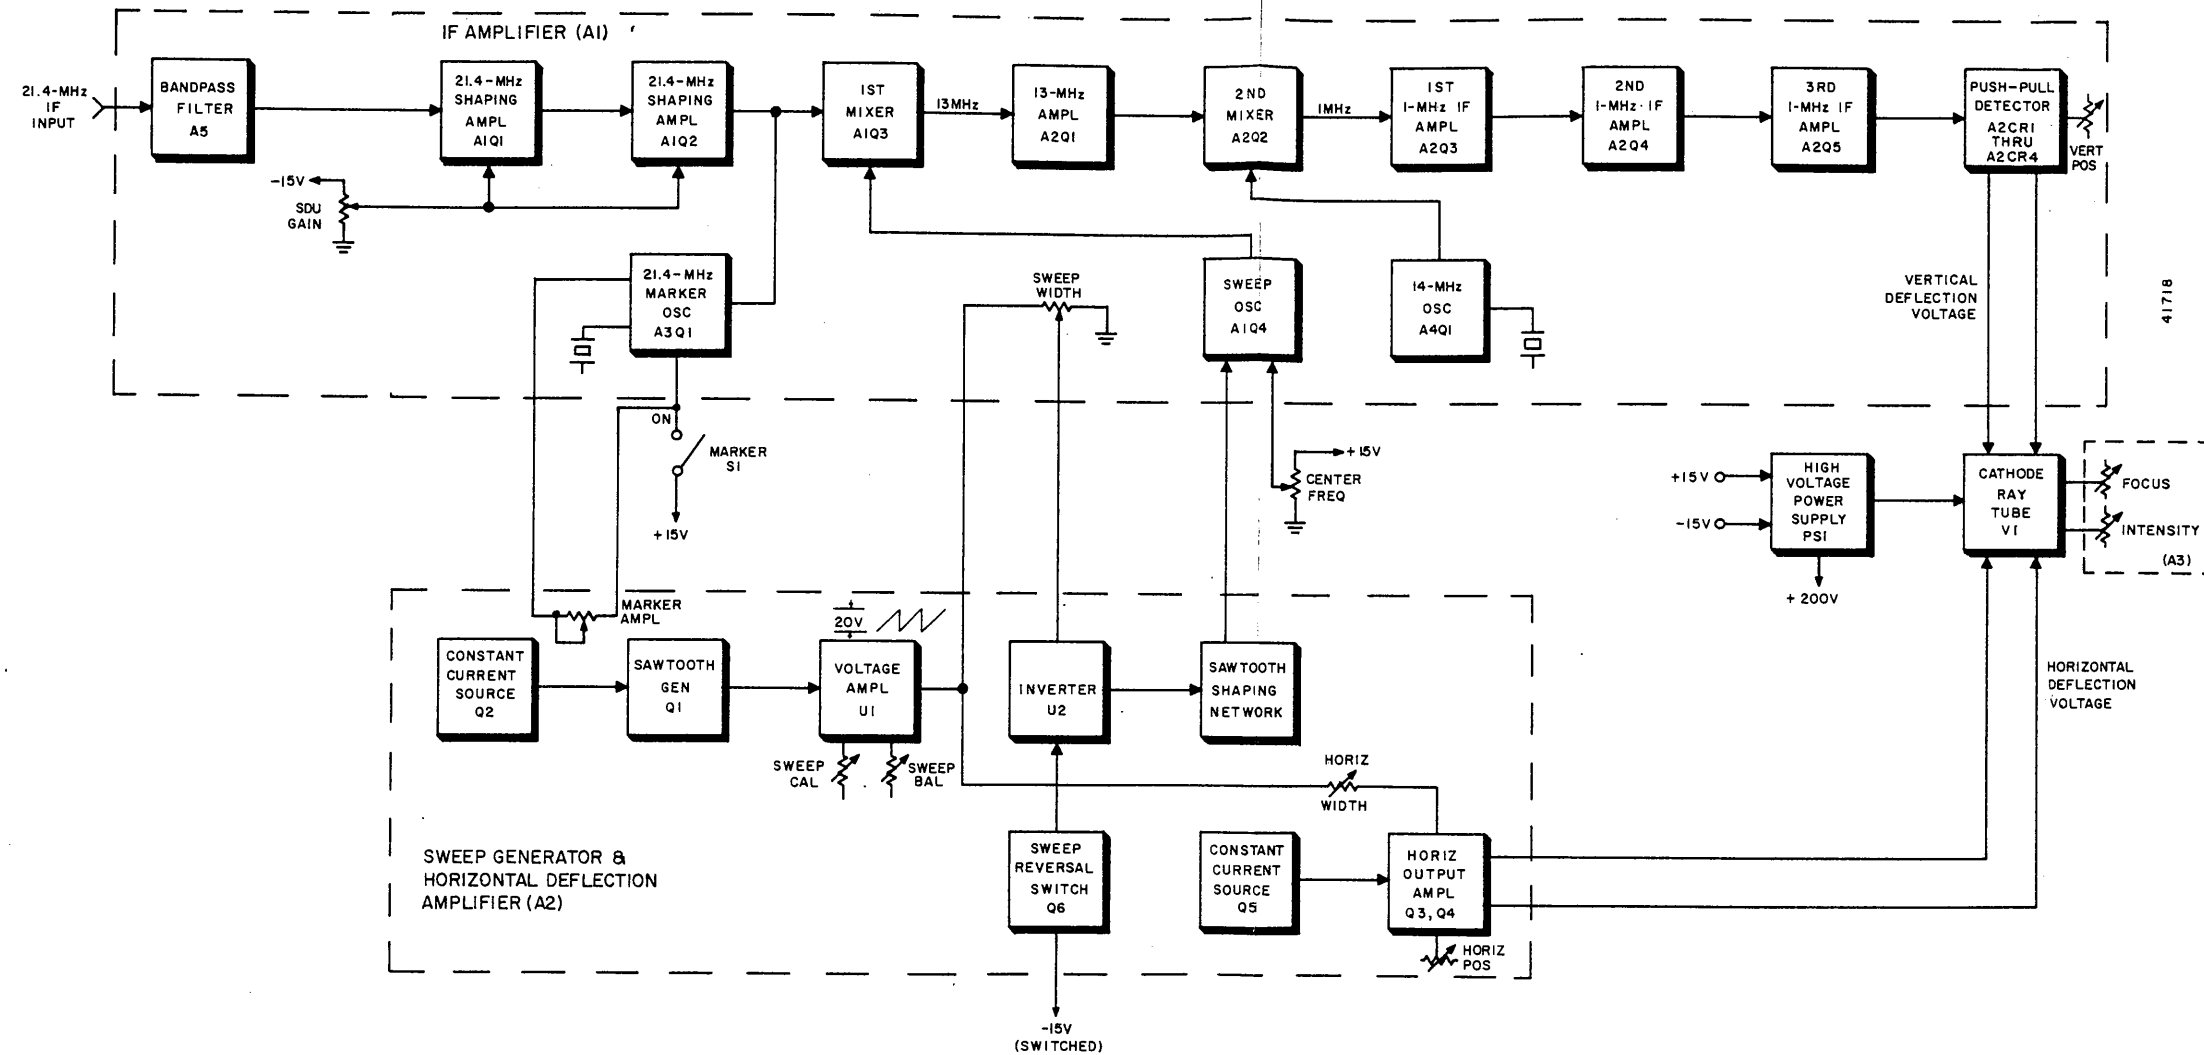 IF AMPLIFIER (A1)
21.4-MHz
IF
INPUT
BANDPASS
FILTER
A5
21.4-MHz
SHAPING
AMPL
A1Q1
21.4-MHz
SHAPING
AMPL
A1Q2
1ST
MIXER
A1Q3
13MHz
13-MHz
AMPL
A2Q1
2ND
MIXER
A2Q2
1MHz
1ST
1-MHz IF
AMPL
A2Q3
2ND
1-MHz IF
AMPL
A2Q4
3RD
1-MHz IF
AMPL
A2Q5
PUSH-PULL
DETECTOR
A2CR1
THRU
A2CR4
VERT
POS
-15V
SDU
GAIN
21.4-MHz
MARKER
OSC
A3Q1
SWEEP
WIDTH
SWEEP
OSC
A1Q4
14-MHz
OSC
A4Q1
VERTICAL
DEFLECTION
VOLTAGE
41718
ON
MARKER
S1
+15V
+15V
CENTER
FREQ
+15V
-15V
HIGH
VOLTAGE
POWER
SUPPLY
PS1
+200V
CATHODE
RAY
TUBE
V1
FOCUS
INTENSITY
(A3)
MARKER
AMPL
20V
CONSTANT
CURRENT
SOURCE
Q2
SAWTOOTH
GEN
Q1
VOLTAGE
AMPL
U1
INVERTER
U2
SAWTOOTH
SHAPING
NETWORK
HORIZONTAL
DEFLECTION
VOLTAGE
SWEEP
CAL
SWEEP
BAL
HORIZ
WIDTH
SWEEP GENERATOR &
HORIZONTAL DEFLECTION
AMPLIFIER (A2)
SWEEP
REVERSAL
SWITCH
Q6
CONSTANT
CURRENT
SOURCE
Q5
HORIZ
OUTPUT
AMPL
Q3, Q4
HORIZ
POS
-15V
(SWITCHED)